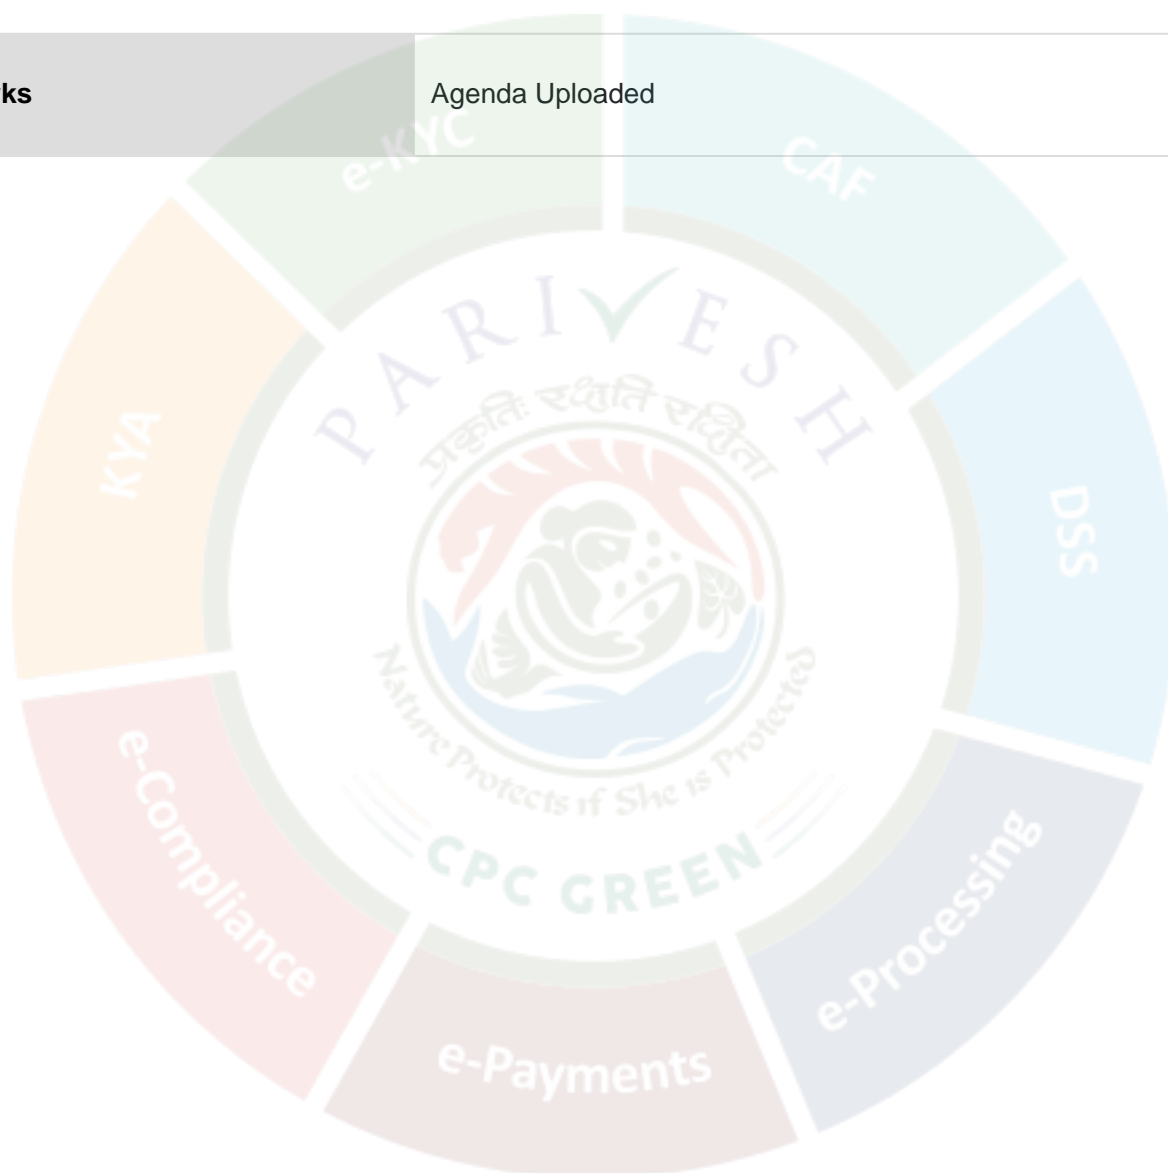 ks
Agenda Uploaded
e-KYC
CAF
KYA
DSS
PARIVESH
प्रकृतिः रक्षति रक्षिता
Nature Protects if She is Protected
CPC GREEN
e-Compliance
e-Processing
e-Payments